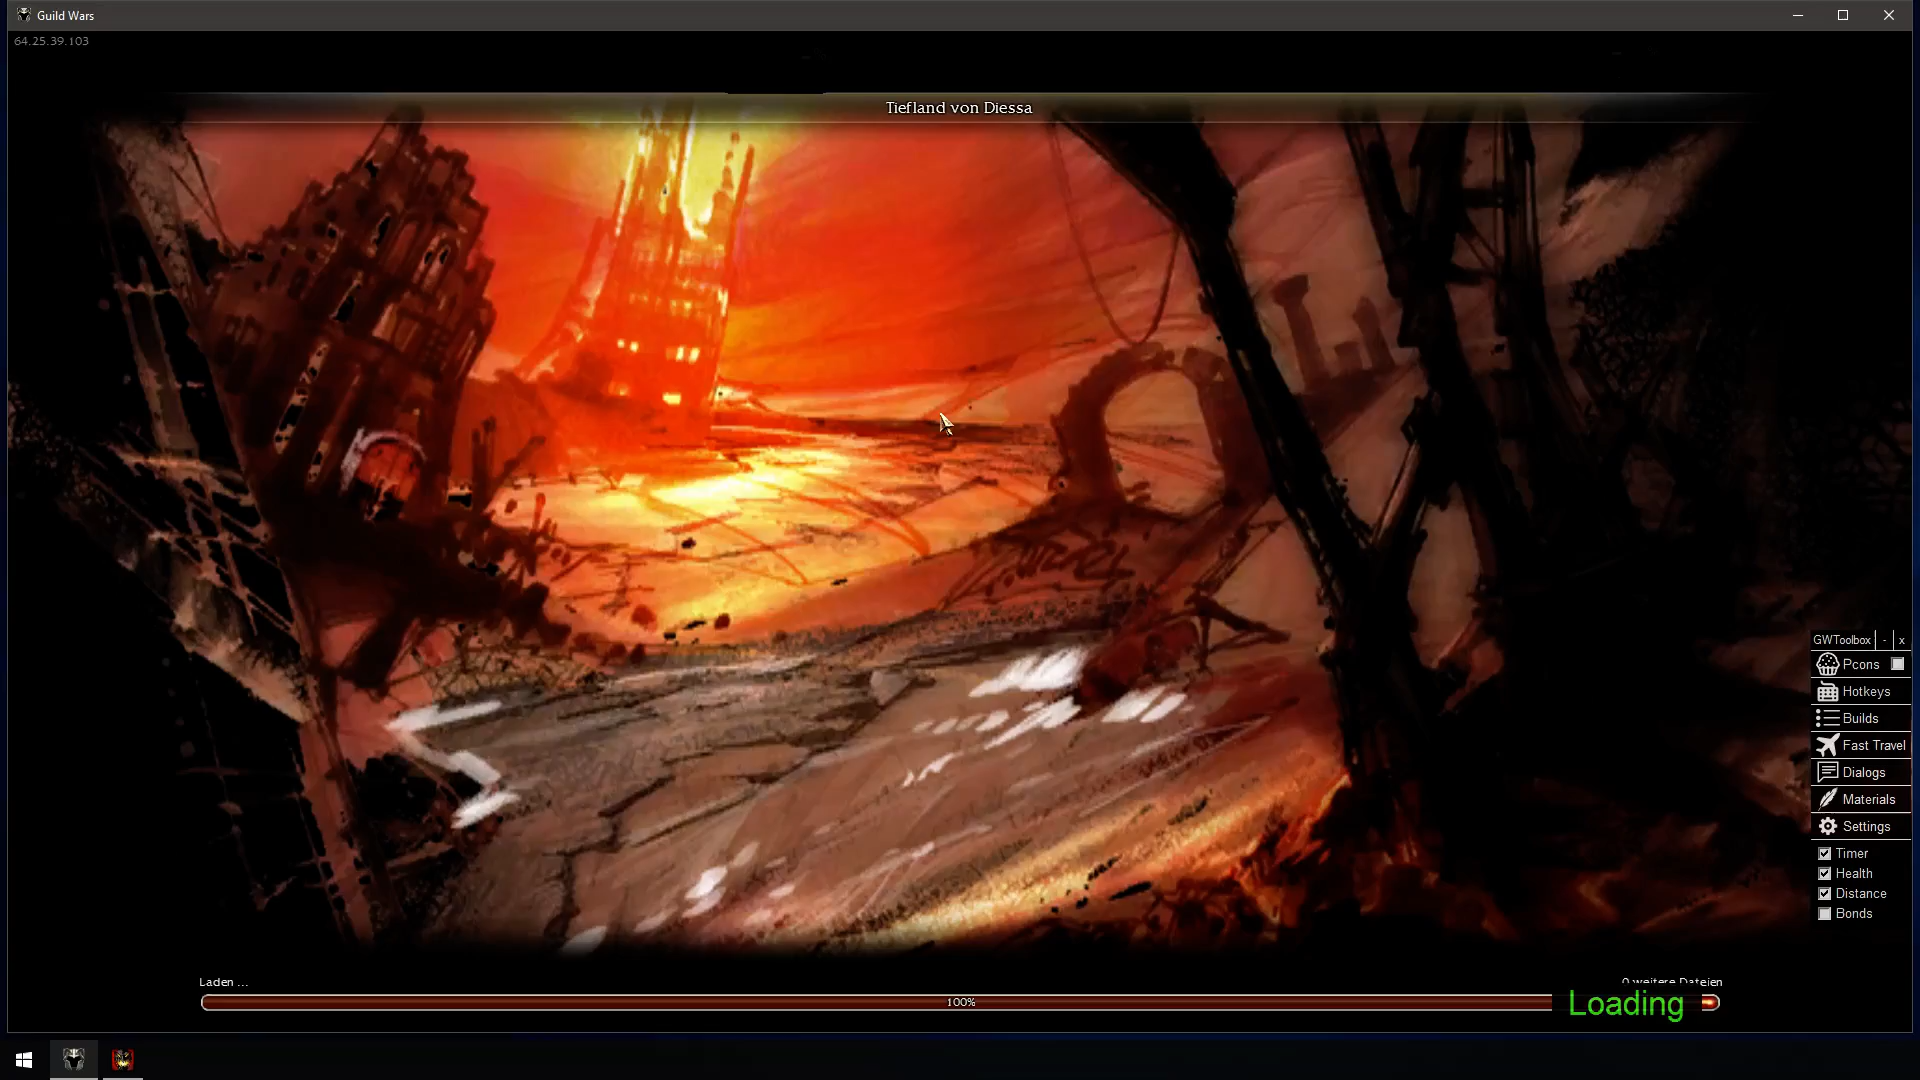 Guild Wars
64.25.39.103
Tiefland von Diessa
GWToolbox - x
Pcons
Hotkeys
Builds
Fast Travel
Dialogs
Materials
Settings
Timer
Health
Distance
Bonds
Laden ...
0 weitere Dateien
100%
Loading